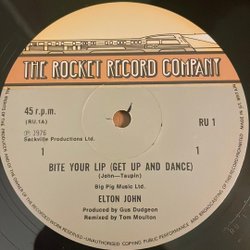 THE ROCKET RECORD COMPANY
45 r.p.m.
RU 1
(RU.1A)
℗ 1976
Sackville Productions Ltd.
1
1
BITE YOUR LIP (GET UP AND DANCE)
(John—Taupin)
Big Pig Music Ltd.
ELTON JOHN
Produced by Gus Dudgeon
Remixed by Tom Moulton